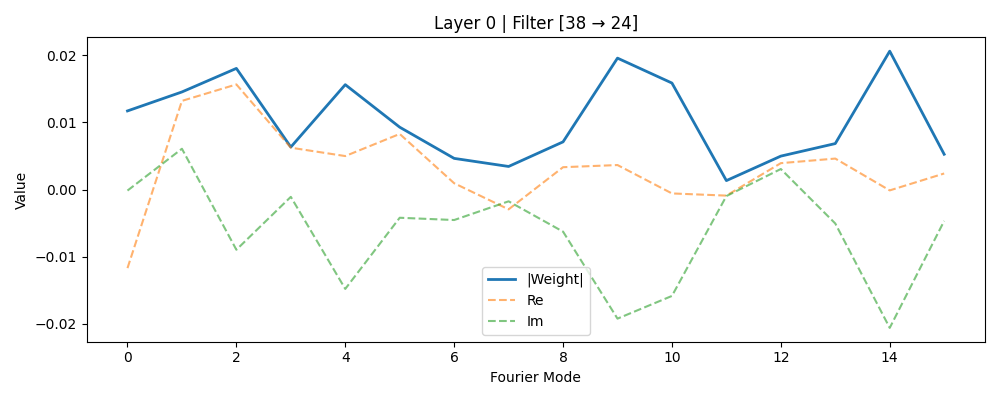 Layer 0 | Filter [38 → 24]
0.02
0.01
0.00
−0.01
−0.02
Value
|Weight|
Re
Im
0 2 4 6 8 10 12 14
Fourier Mode